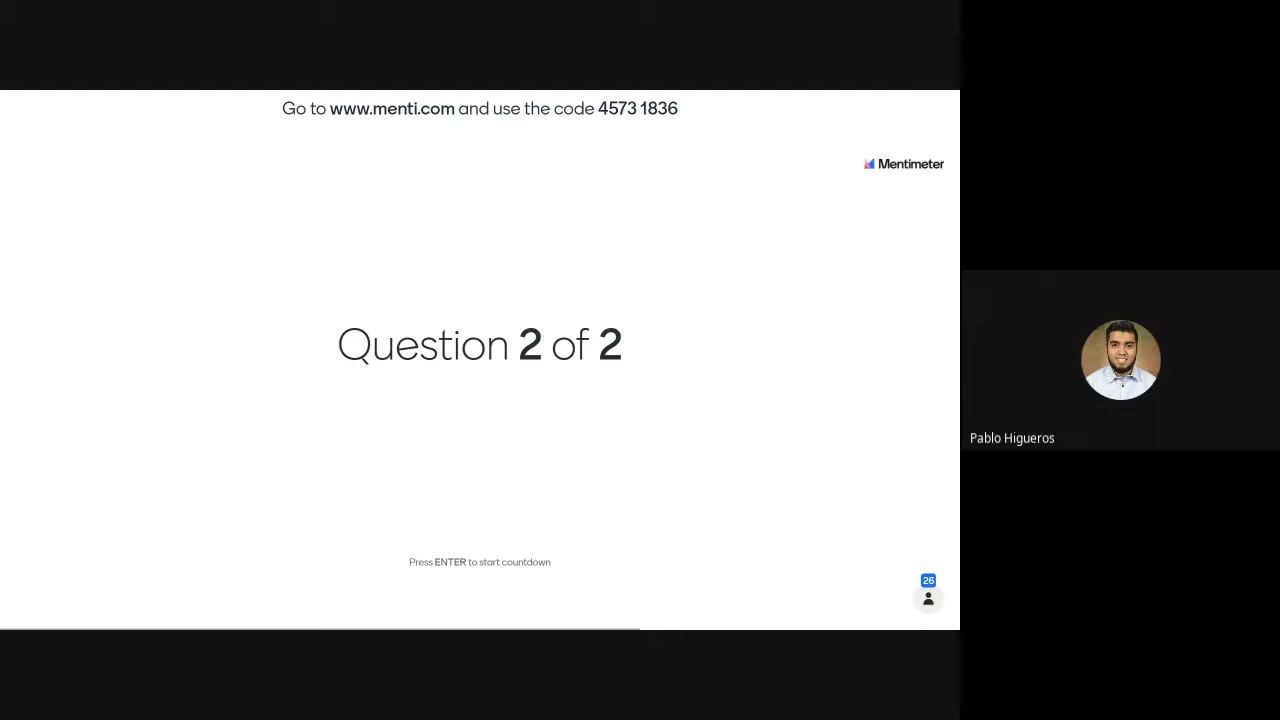 Go to www.menti.com and use the code 4573 1836
Mentimeter
Question 2 of 2
Pablo Higueros
Press ENTER to start countdown
26